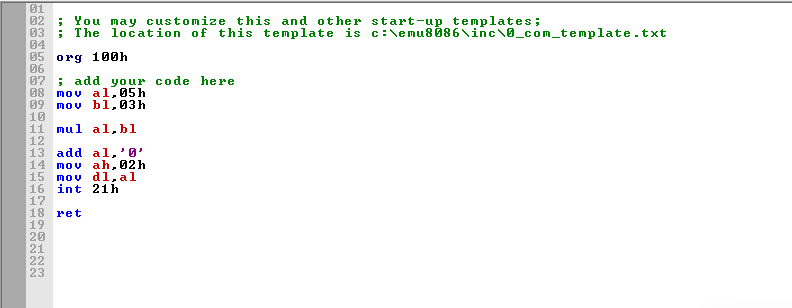 01
02 ; You may customize this and other start-up templates;
03 ; The location of this template is c:\emu8086\inc\0_com_template.txt
04
05 org 100h
06
07 ; add your code here
08 mov al,05h
09 mov bl,03h
10
11 mul al,bl
12
13 add al,'0'
14 mov ah,02h
15 mov dl,al
16 int 21h
17
18 ret
19
20
21
22
23